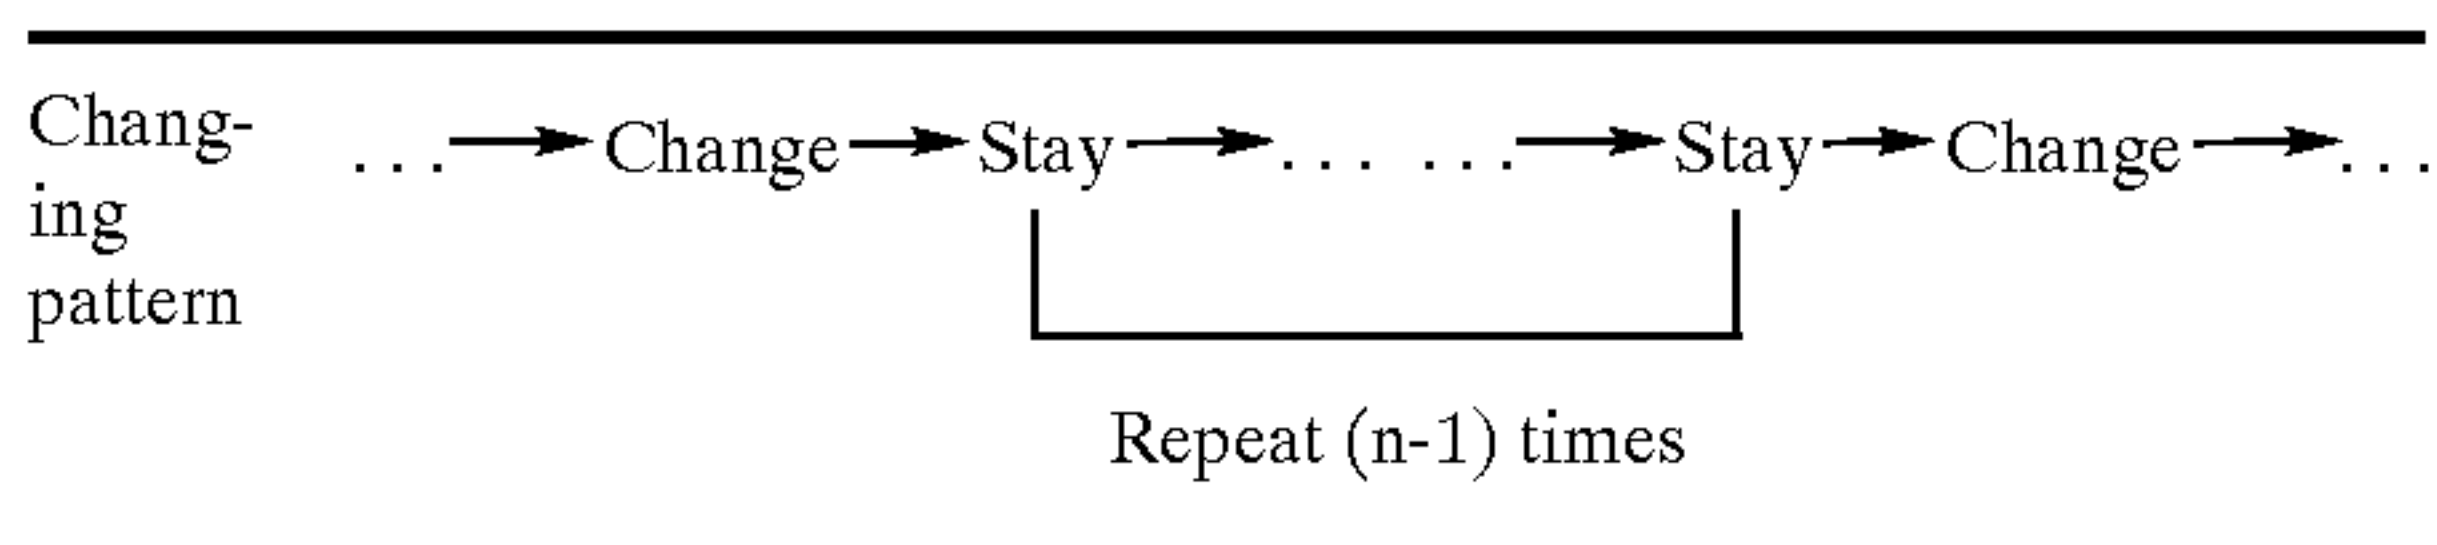 Chang-
ing
pattern
. . . → Change → Stay → . . . . . . → Stay → Change → . . .
Repeat (n-1) times